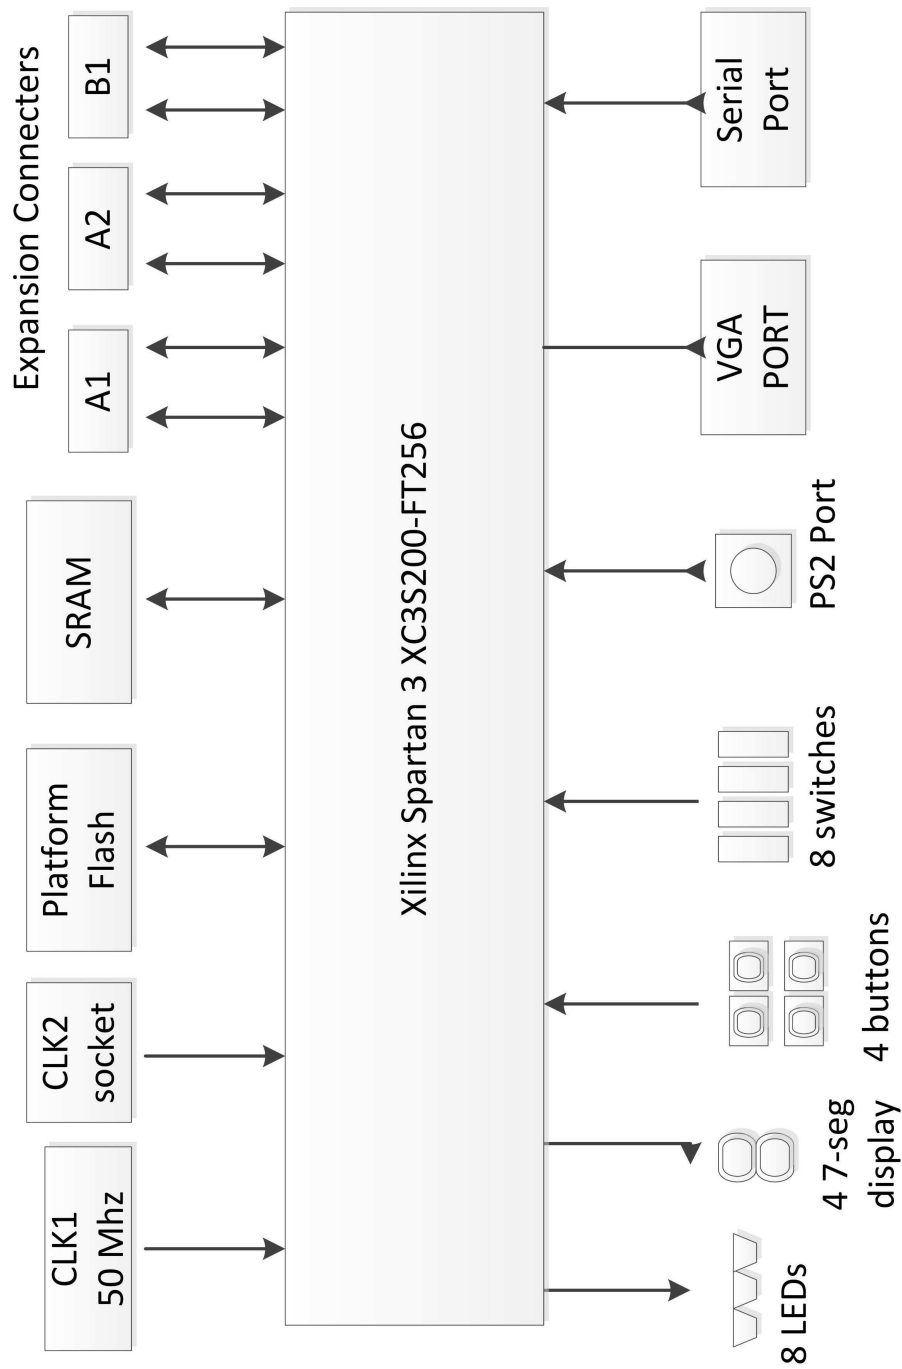 Expansion Connecters
CLK1
50 Mhz
CLK2
socket
Platform
Flash
SRAM
A1
A2
B1
Xilinx Spartan 3 XC3S200-FT256
8 LEDs
4 7-seg
display
4 buttons
8 switches
PS2 Port
VGA
PORT
Serial
Port